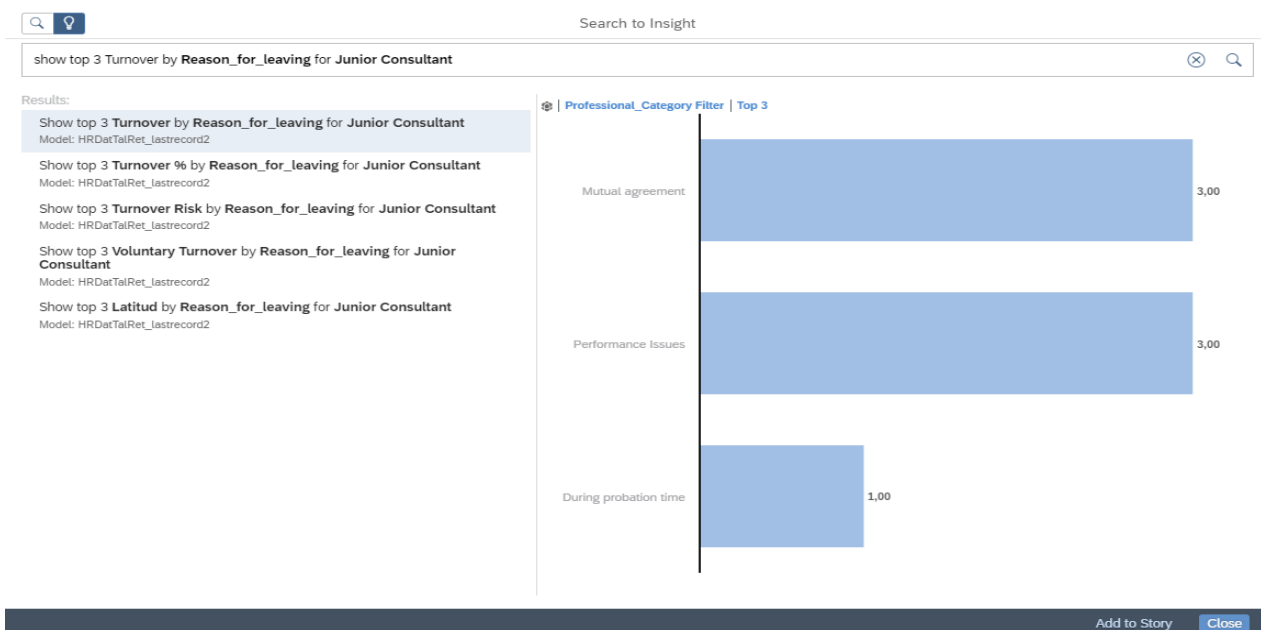 Search to Insight
show top 3 Turnover by Reason_for_leaving for Junior Consultant
Results:
Show top 3 Turnover by Reason_for_leaving for Junior Consultant
Model: HRDatTalRet_lastrecord2
Show top 3 Turnover % by Reason_for_leaving for Junior Consultant
Model: HRDatTalRet_lastrecord2
Show top 3 Turnover Risk by Reason_for_leaving for Junior Consultant
Model: HRDatTalRet_lastrecord2
Show top 3 Voluntary Turnover by Reason_for_leaving for Junior
Consultant
Model: HRDatTalRet_lastrecord2
Show top 3 Latitud by Reason_for_leaving for Junior Consultant
Model: HRDatTalRet_lastrecord2
| Professional_Category Filter | Top 3
Mutual agreement 3,00
Performance Issues 3,00
During probation time 1,00
Add to Story Close